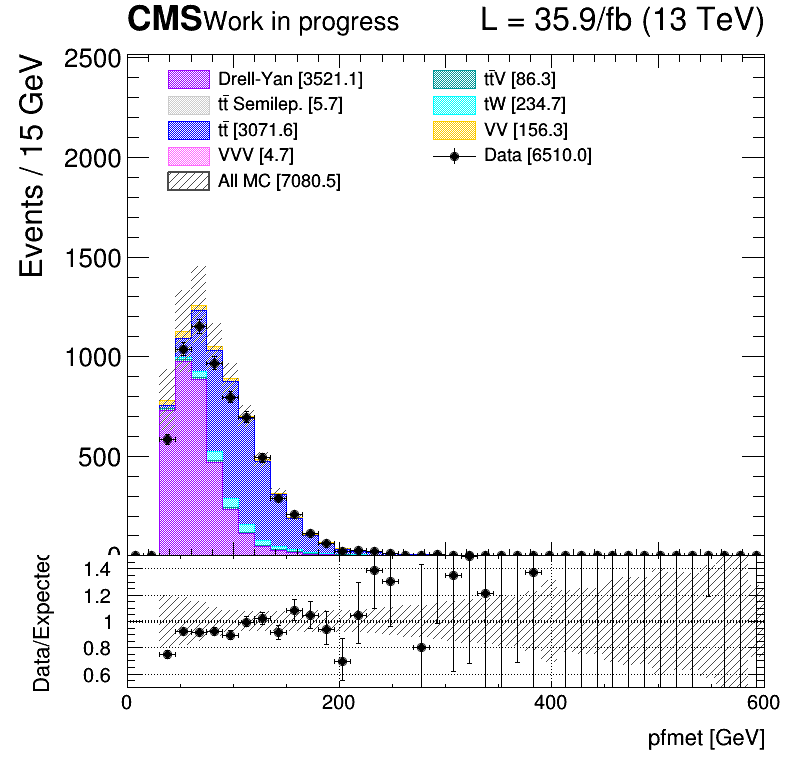 CMS Work in progress L = 35.9/fb (13 TeV)
Events / 15 GeV
2500
2000
1500
1000
500
0
Drell-Yan [3521.1]
tt̄ Semilep. [5.7]
tt̄ [3071.6]
VVV [4.7]
All MC [7080.5]
tt̄V [86.3]
tW [234.7]
VV [156.3]
Data [6510.0]
Data/Expected
1.4
1.2
1
0.8
0.6
0 200 400 600
pfmet [GeV]